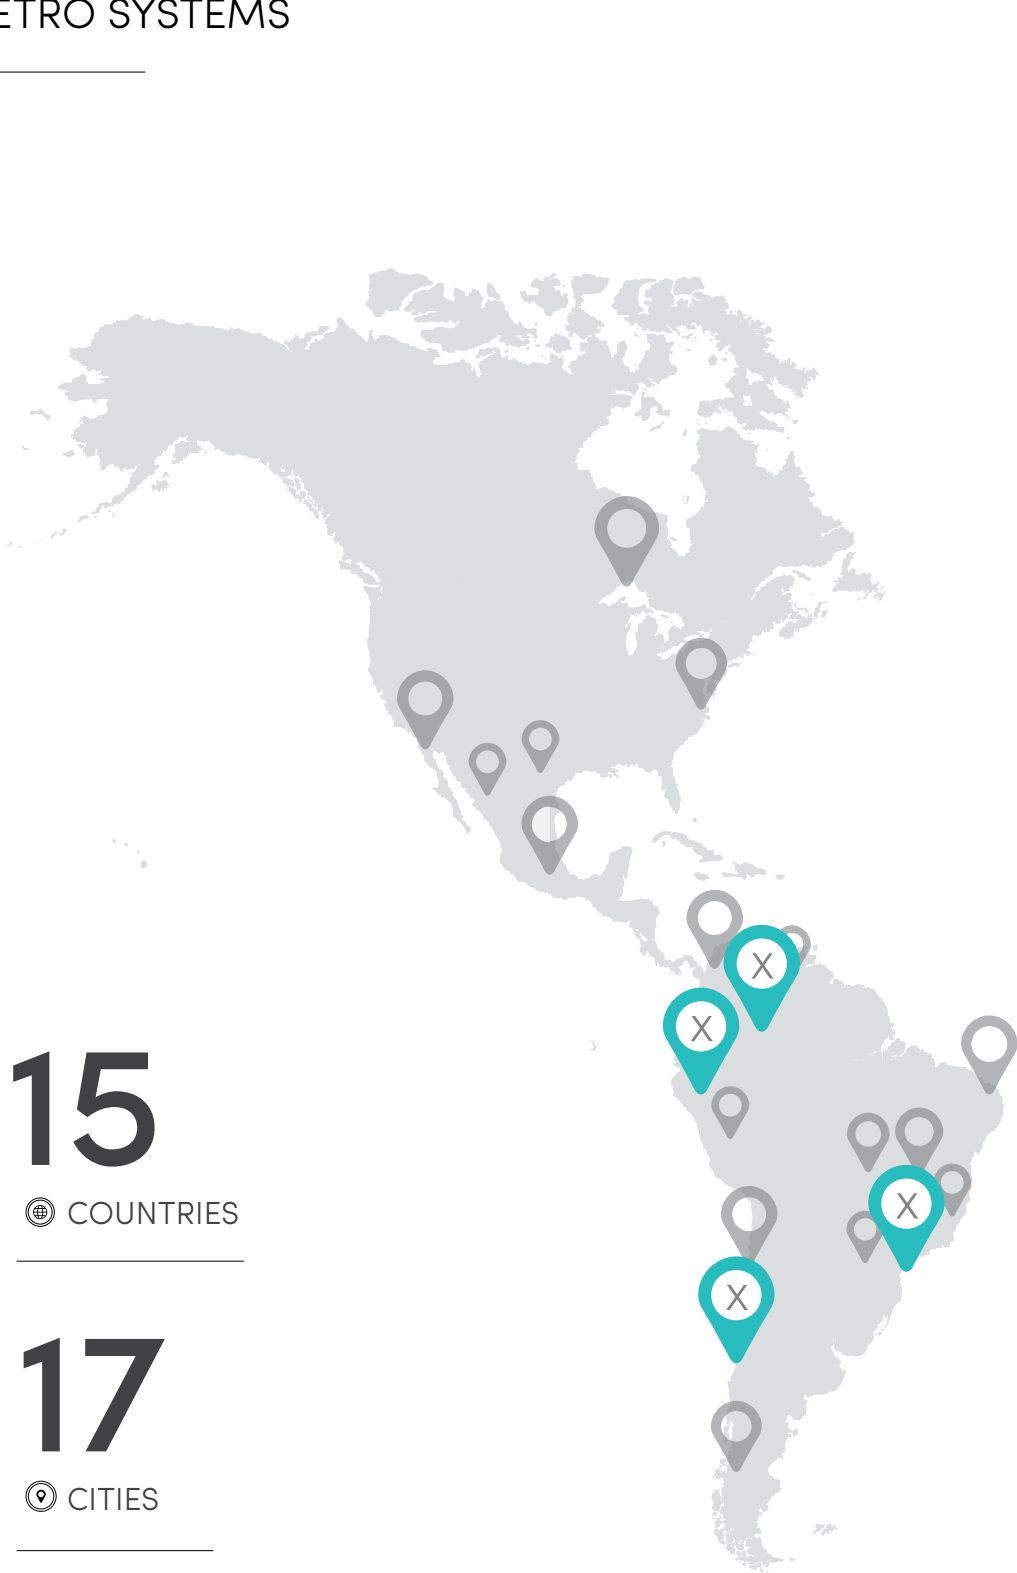 ETRO SYSTEMS
X
X
X
X
15
COUNTRIES
17
CITIES